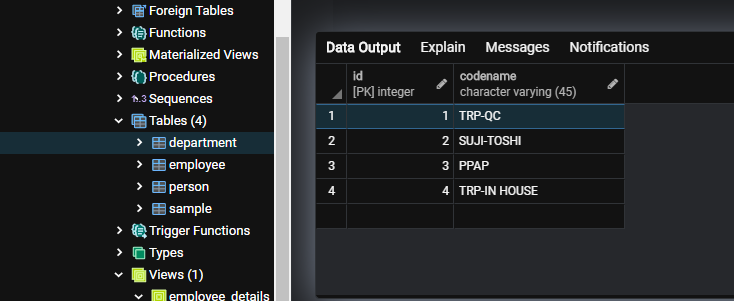 Foreign Tables
Functions
Materialized Views
Procedures
1..3 Sequences
Tables (4)
department
employee
person
sample
Trigger Functions
Types
Views (1)
employee_details
Data Output Explain Messages Notifications
id codename
[PK] integer character varying (45)
1 1 TRP-QC
2 2 SUJI-TOSHI
3 3 PPAP
4 4 TRP-IN HOUSE